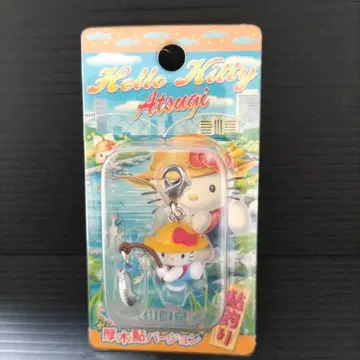 Hello Kitty
Atsugi
鮎釣り
厚木鮎バージョン